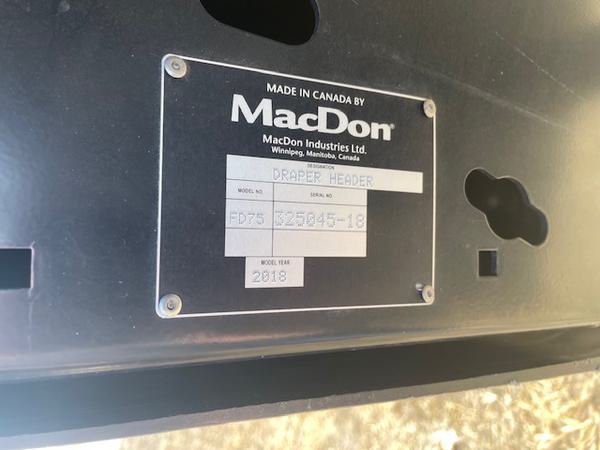 MADE IN CANADA BY
MacDon®
MacDon Industries Ltd.
Winnipeg, Manitoba, Canada
DESIGNATION
DRAPER HEADER
MODEL NO. SERIAL NO.
FD75 325045-18
MODEL YEAR
2018